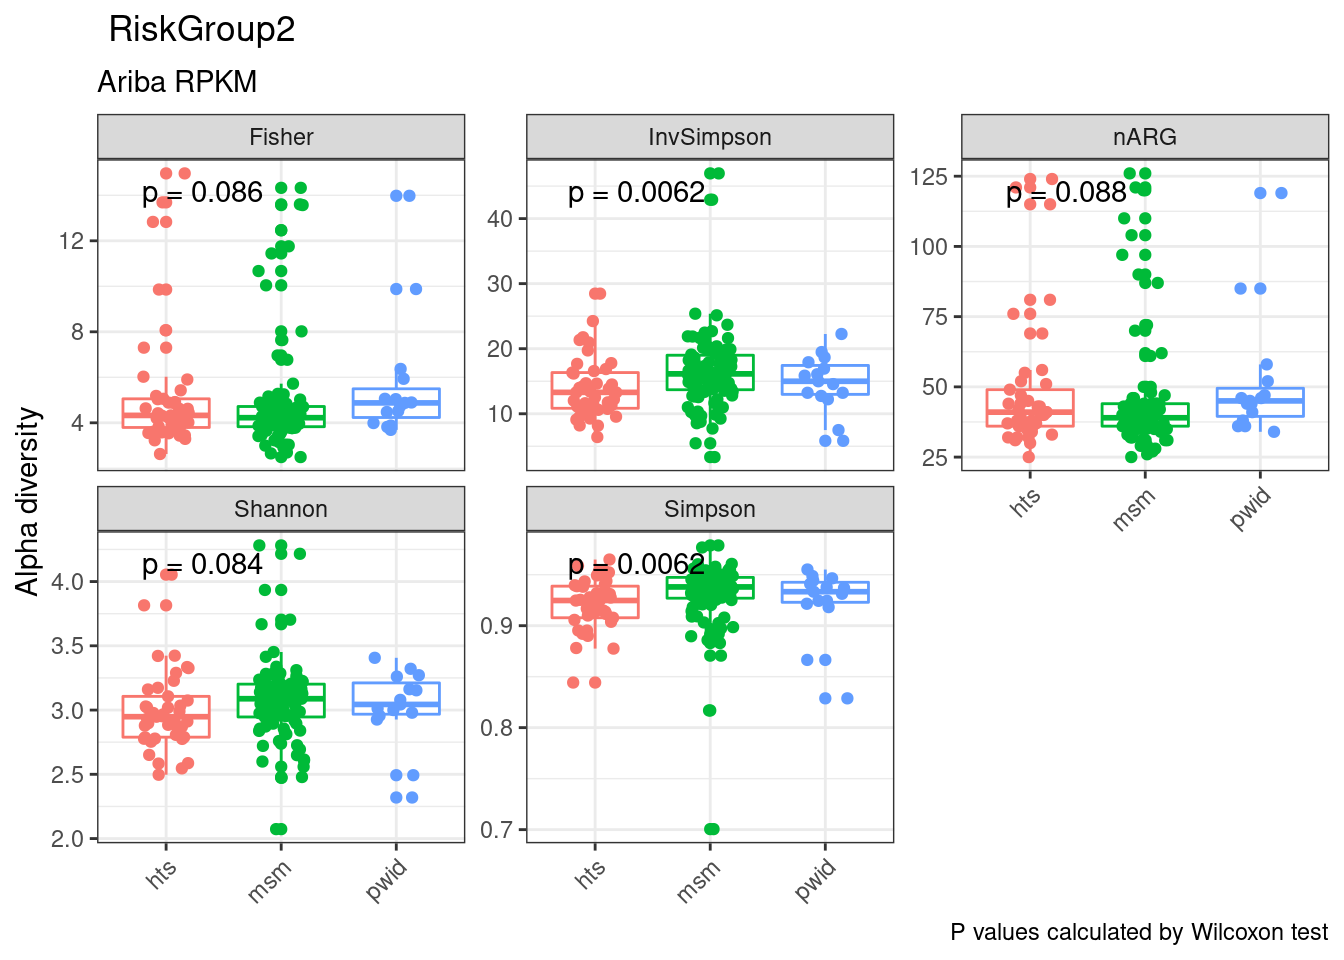 RiskGroup2
Ariba RPKM
Alpha diversity
Fisher
p = 0.086
12
8
4
InvSimpson
p = 0.0062
40
30
20
10
nARG
p = 0.088
125
100
75
50
25
hts
msm
pwid
Shannon
p = 0.084
4.0
3.5
3.0
2.5
2.0
hts
msm
pwid
Simpson
p = 0.0062
0.9
0.8
0.7
hts
msm
pwid
P values calculated by Wilcoxon test